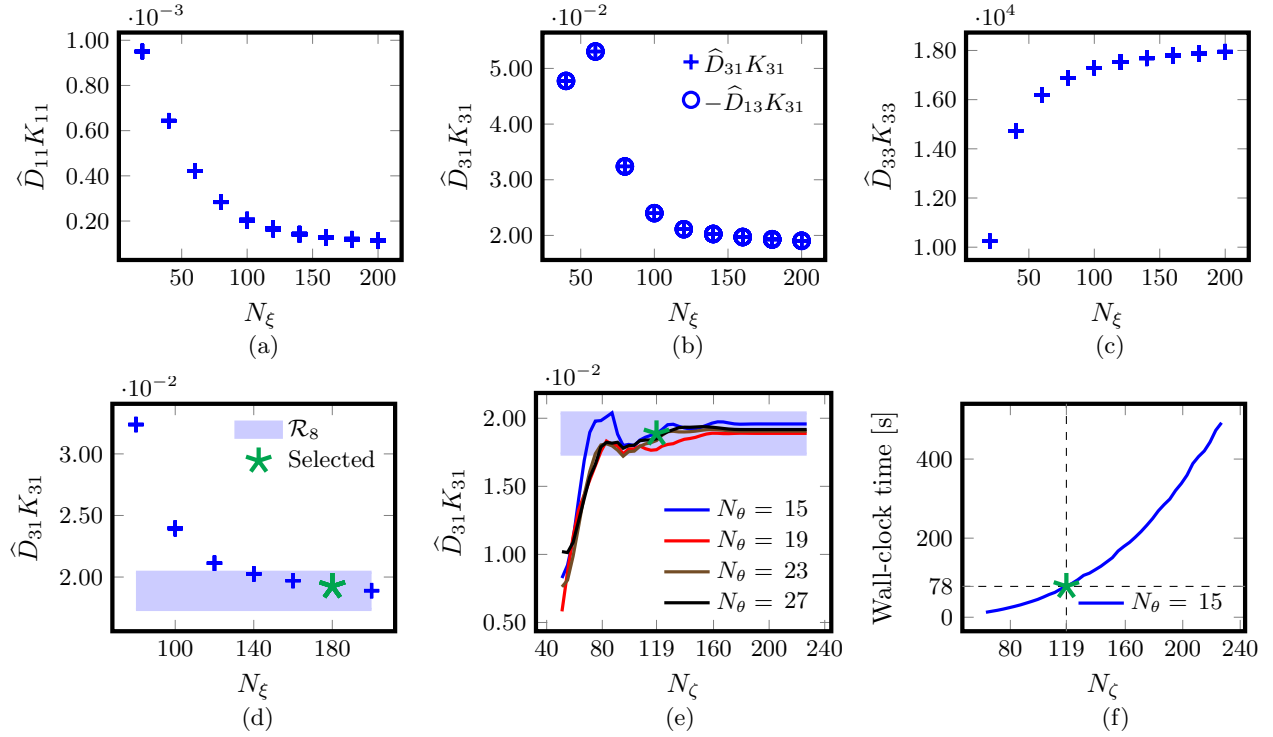 ·10⁻³
1.00
0.80
0.60
0.40
0.20
50 100 150 200
D̂₁₁K₁₁
N_ξ
(a)
·10⁻²
5.00
4.00
3.00
2.00
50 100 150 200
D̂₃₁K₃₁
D̂₃₁K₃₁
−D̂₁₃K₃₁
N_ξ
(b)
·10⁴
1.80
1.60
1.40
1.20
1.00
50 100 150 200
D̂₃₃K₃₃
N_ξ
(c)
·10⁻²
3.00
2.50
2.00
100 140 180
D̂₃₁K₃₁
R₈
Selected
N_ξ
(d)
·10⁻²
2.00
1.50
1.00
0.50
40 80 119 160 200 240
D̂₃₁K₃₁
N_θ = 15
N_θ = 19
N_θ = 23
N_θ = 27
N_ζ
(e)
400
200
78
0
80 119 160 200 240
Wall-clock time [s]
N_θ = 15
N_ζ
(f)